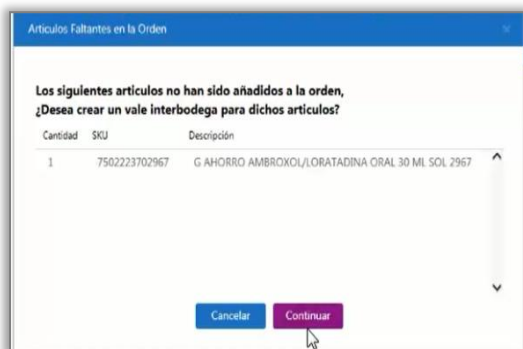 Articulos Faltantes en la Orden
Los siguientes articulos no han sido añadidos a la orden,
¿Desea crear un vale interbodega para dichos articulos?
Cantidad SKU Descripción
1 7502223702967 G AHORRO AMBROXOL/LORATADINA ORAL 30 ML SOL 2967
Cancelar Continuar